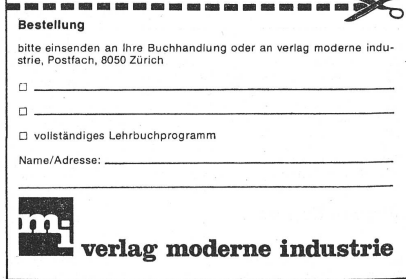 Bestellung
bitte einsenden an Ihre Buchhandlung oder an verlag moderne indu-
strie, Postfach, 8050 Zürich
□
□
□ vollständiges Lehrbuchprogramm
Name/Adresse:
mi
verlag moderne industrie